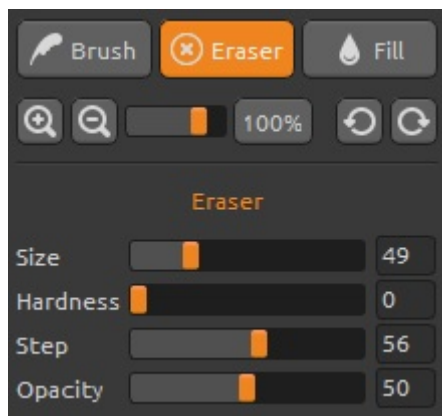 Brush Eraser Fill
100%
Eraser
Size 49
Hardness 0
Step 56
Opacity 50